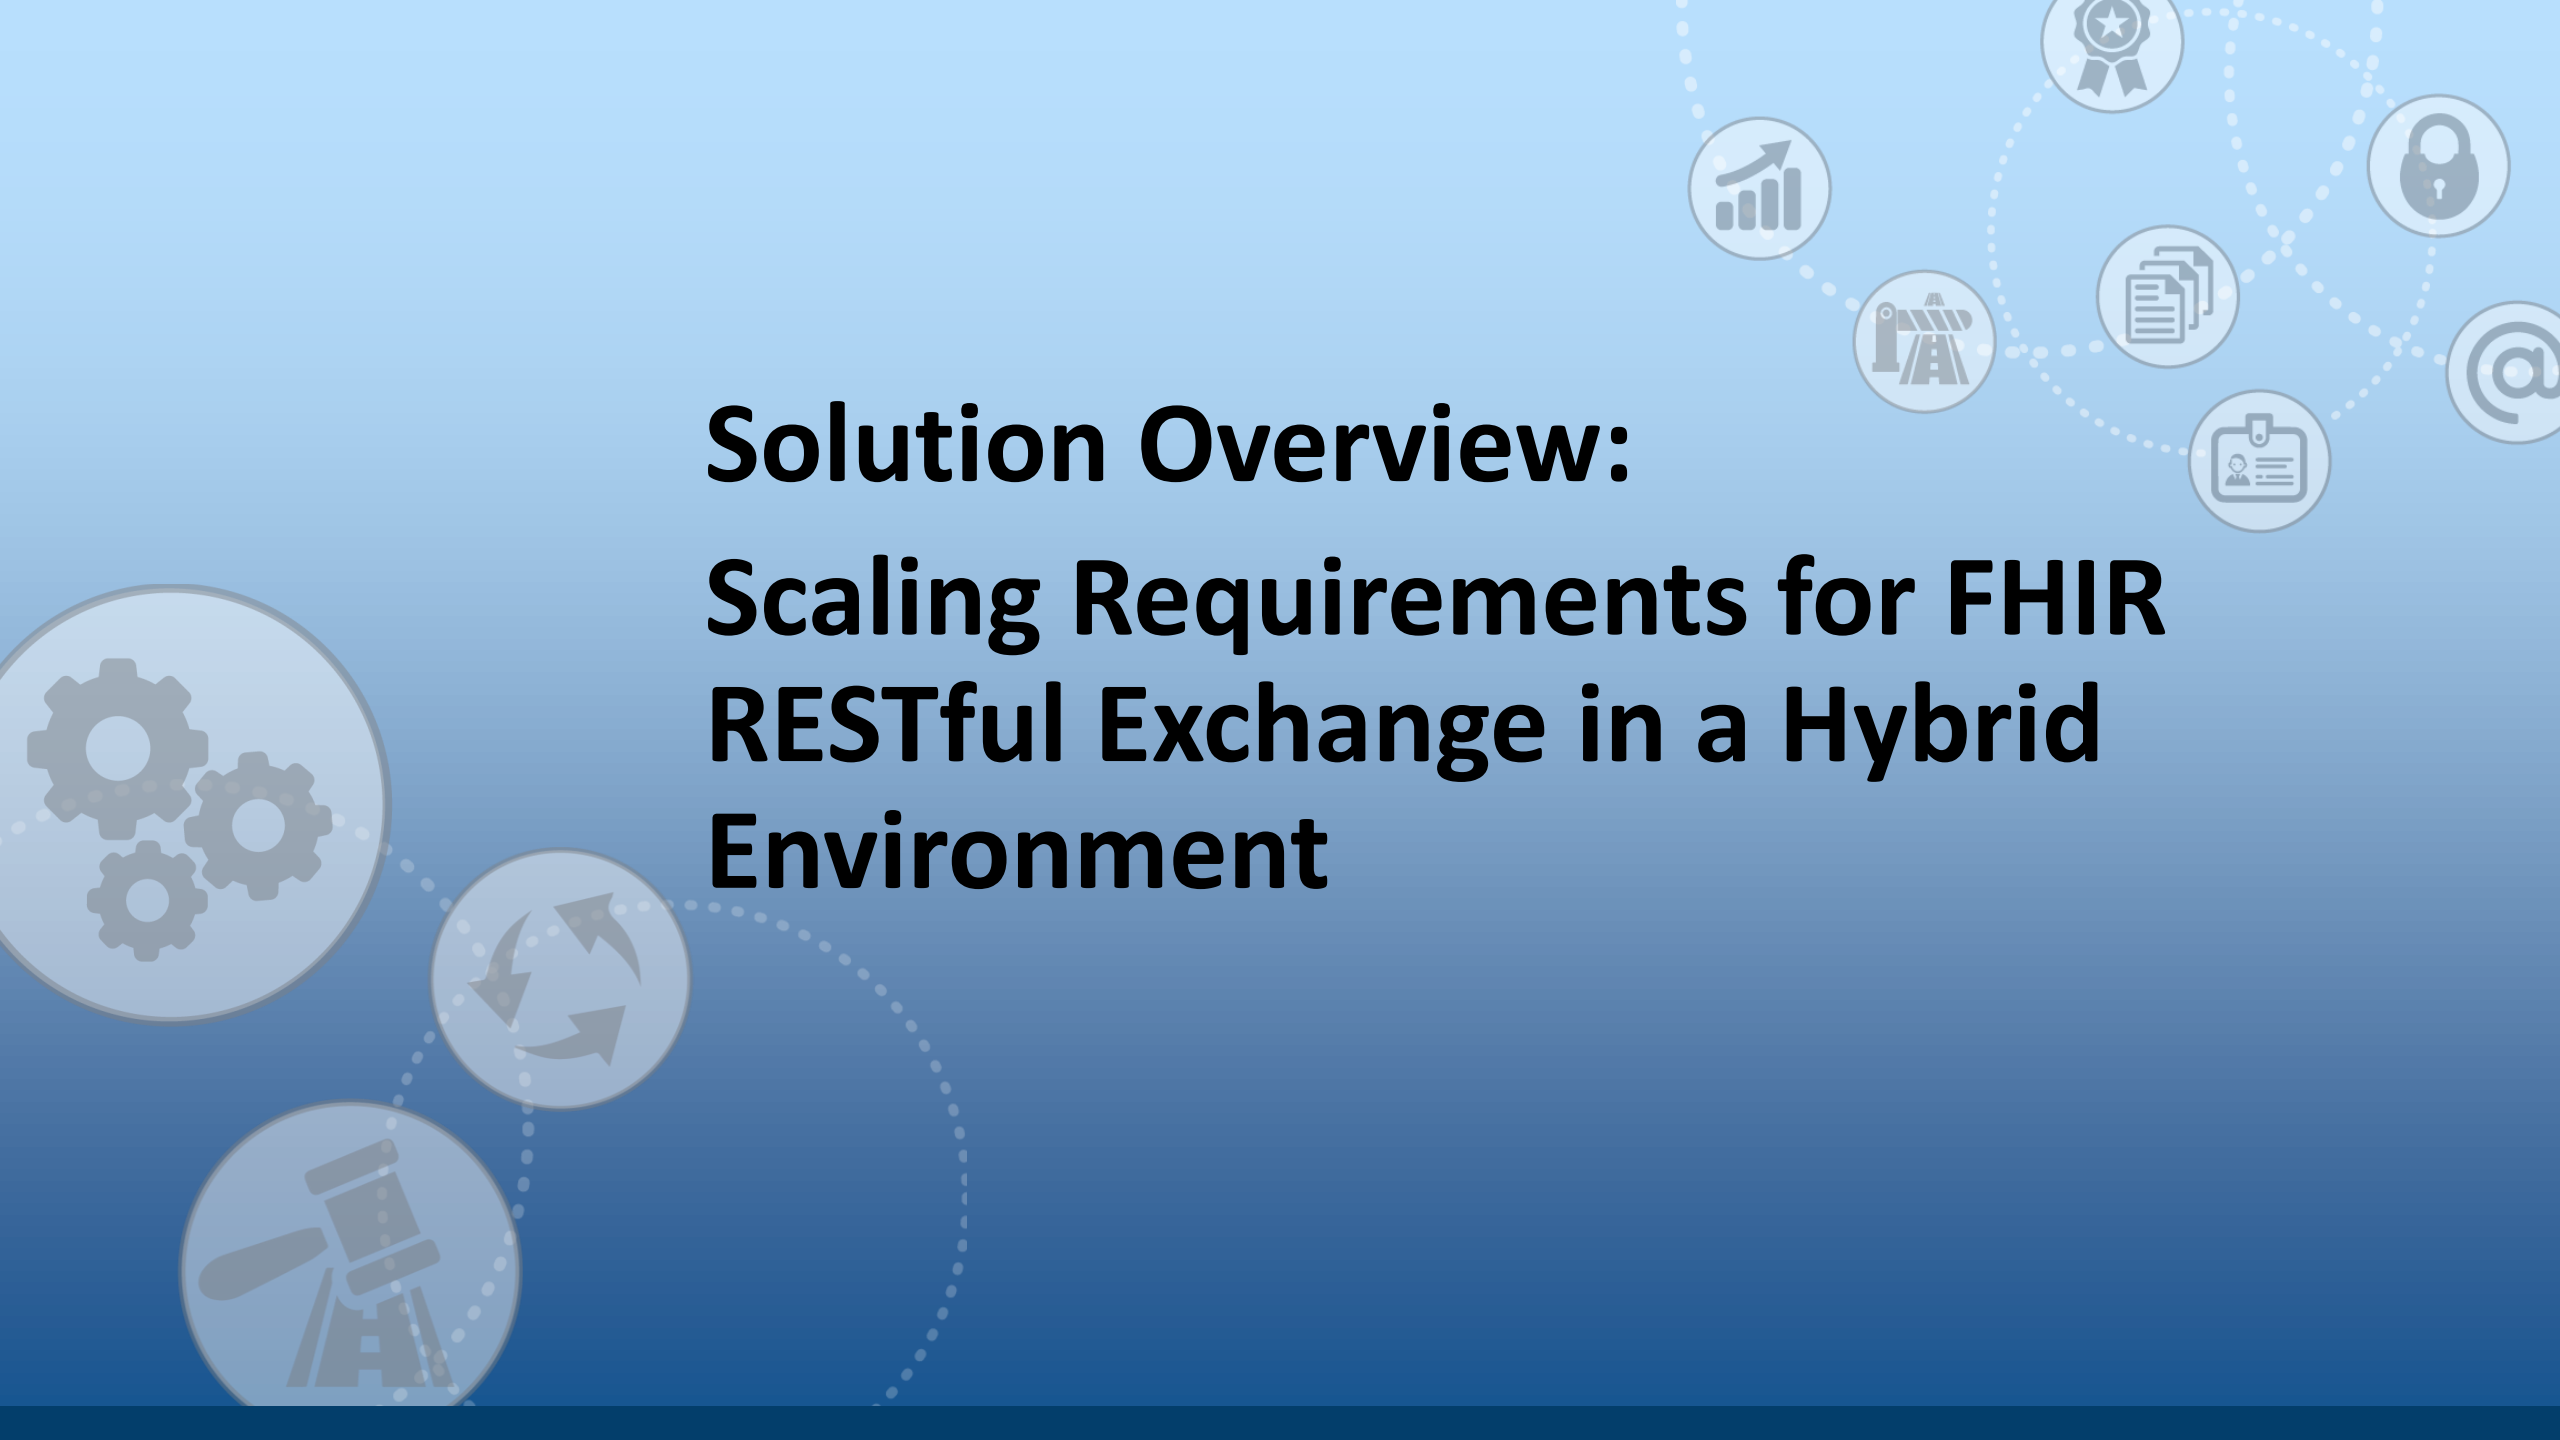 Solution Overview:
Scaling Requirements for FHIR
RESTful Exchange in a Hybrid
Environment